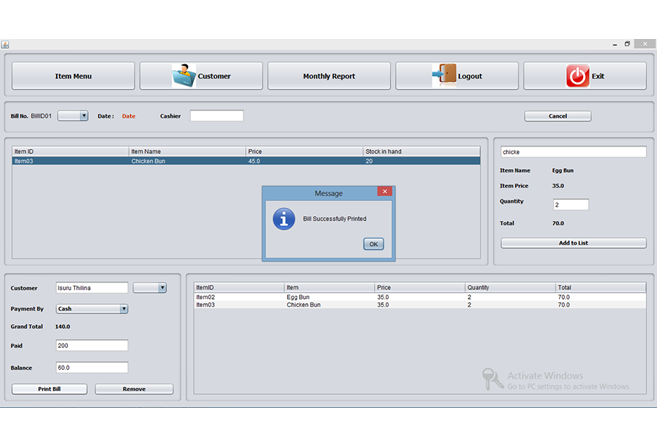 Item Menu Customer Monthly Report Logout Exit
Bill No. BillID01 Date : Date Cashier Cancel
Item ID Item Name Price Stock in hand
Item03 Chicken Bun 45.0 20
chicke
Item Name Egg Bun
Item Price 35.0
Quantity 2
Total 70.0
Add to List
Message
Bill Successfully Printed
OK
Customer Isuru Thilina
Payment By Cash
Grand Total 140.0
Paid 200
Balance 60.0
Print Bill Remove
ItemID Item Price Quantity Total
Item02 Egg Bun 35.0 2 70.0
Item03 Chicken Bun 35.0 2 70.0
Activate Windows
Go to PC settings to activate Windows.